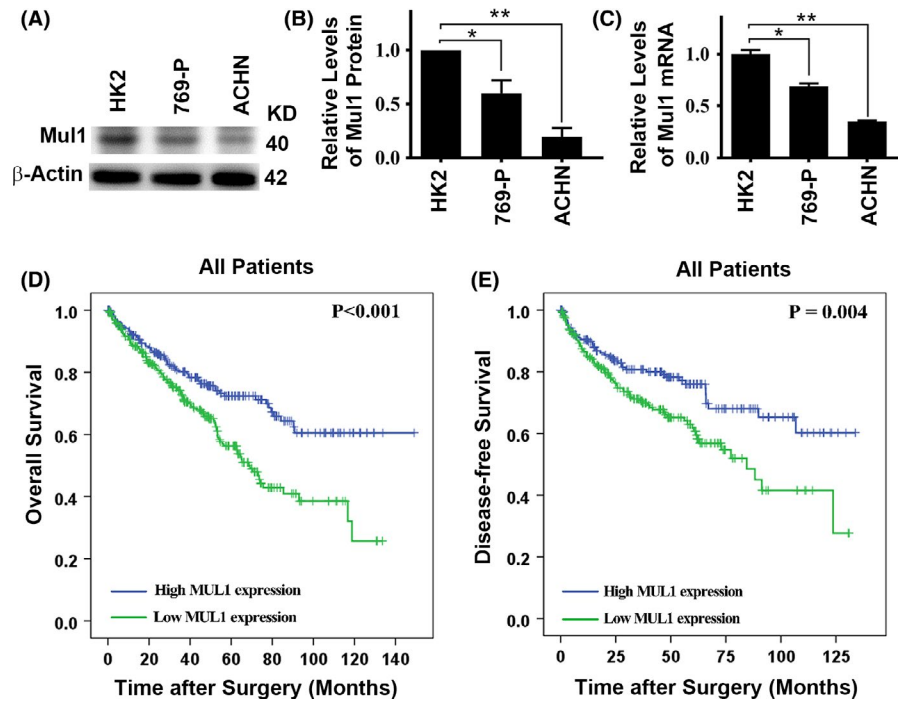 (A)
HK2
769-P
ACHN
KD
Mul1
40
β-Actin
42
(B)
Relative Levels
of Mul1 Protein
**
*
1.0
0.5
0.0
HK2
769-P
ACHN
(C)
Relative Levels
of Mul1 mRNA
**
*
1.0
0.5
0.0
HK2
769-P
ACHN
(D)
All Patients
P<0.001
Overall Survival
1.0
0.8
0.6
0.4
0.2
0.0
High MUL1 expression
Low MUL1 expression
0 20 40 60 80 100 120 140
Time after Surgery (Months)
(E)
All Patients
P = 0.004
Disease-free Survival
1.0
0.8
0.6
0.4
0.2
0.0
High MUL1 expression
Low MUL1 expression
0 25 50 75 100 125
Time after Surgery (Months)